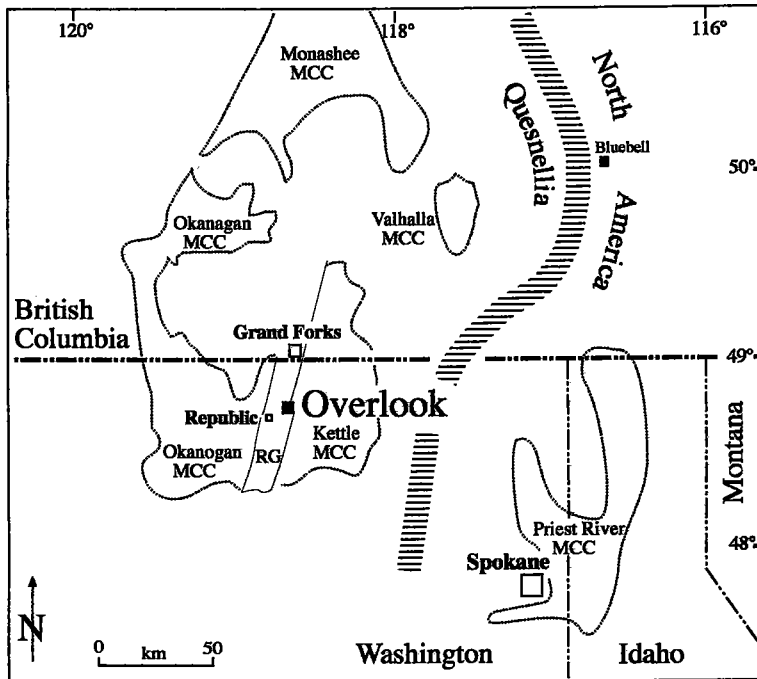 120°
118°
116°
Monashee
MCC
North
Quesnellia
Bluebell
50°
America
Okanagan
MCC
Valhalla
MCC
British
Columbia
Grand Forks
49°
Overlook
Republic
Okanogan
MCC
RG
Kettle
MCC
Montana
48°
Priest River
MCC
Spokane
N
0
50
km
Washington
Idaho